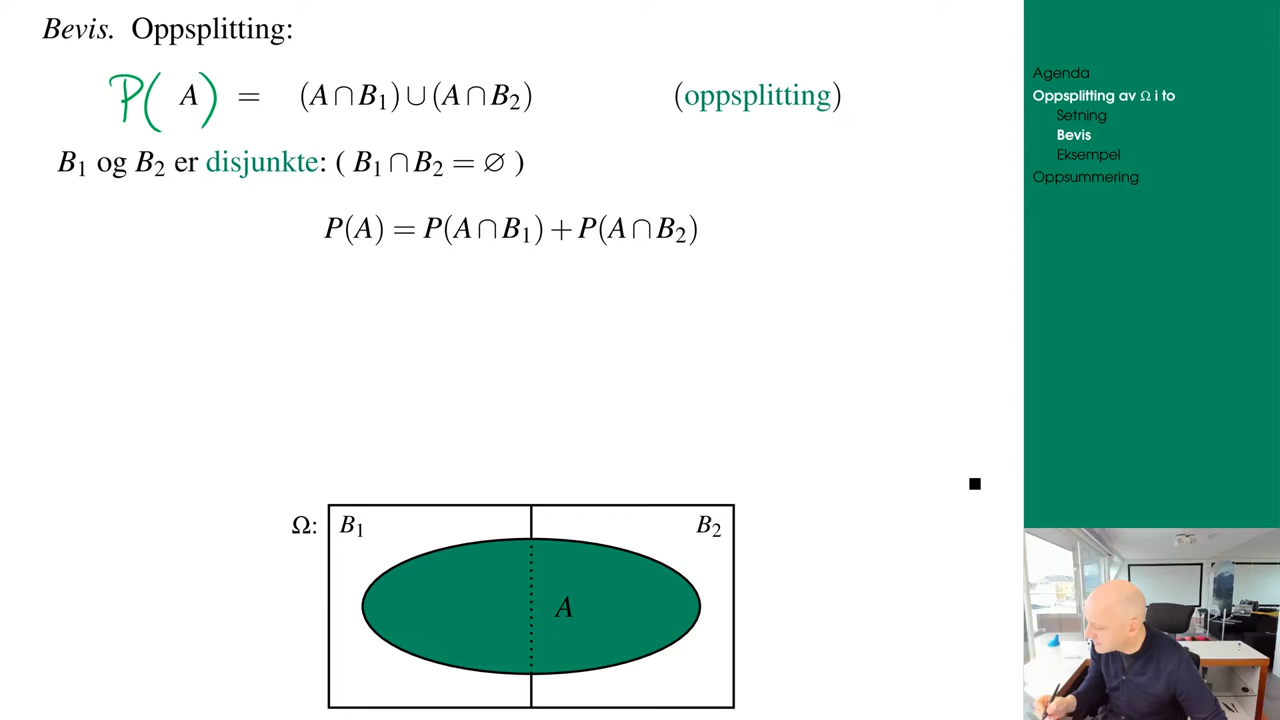 Bevis. Oppsplitting:
P( A ) = (A ∩ B₁) ∪ (A ∩ B₂) (oppsplitting)
B₁ og B₂ er disjunkte: ( B₁ ∩ B₂ = ∅ )
P(A) = P(A ∩ B₁) + P(A ∩ B₂)
Ω: B₁ B₂
A
Agenda
Oppsplitting av Ω i to
Setning
Bevis
Eksempel
Oppsummering